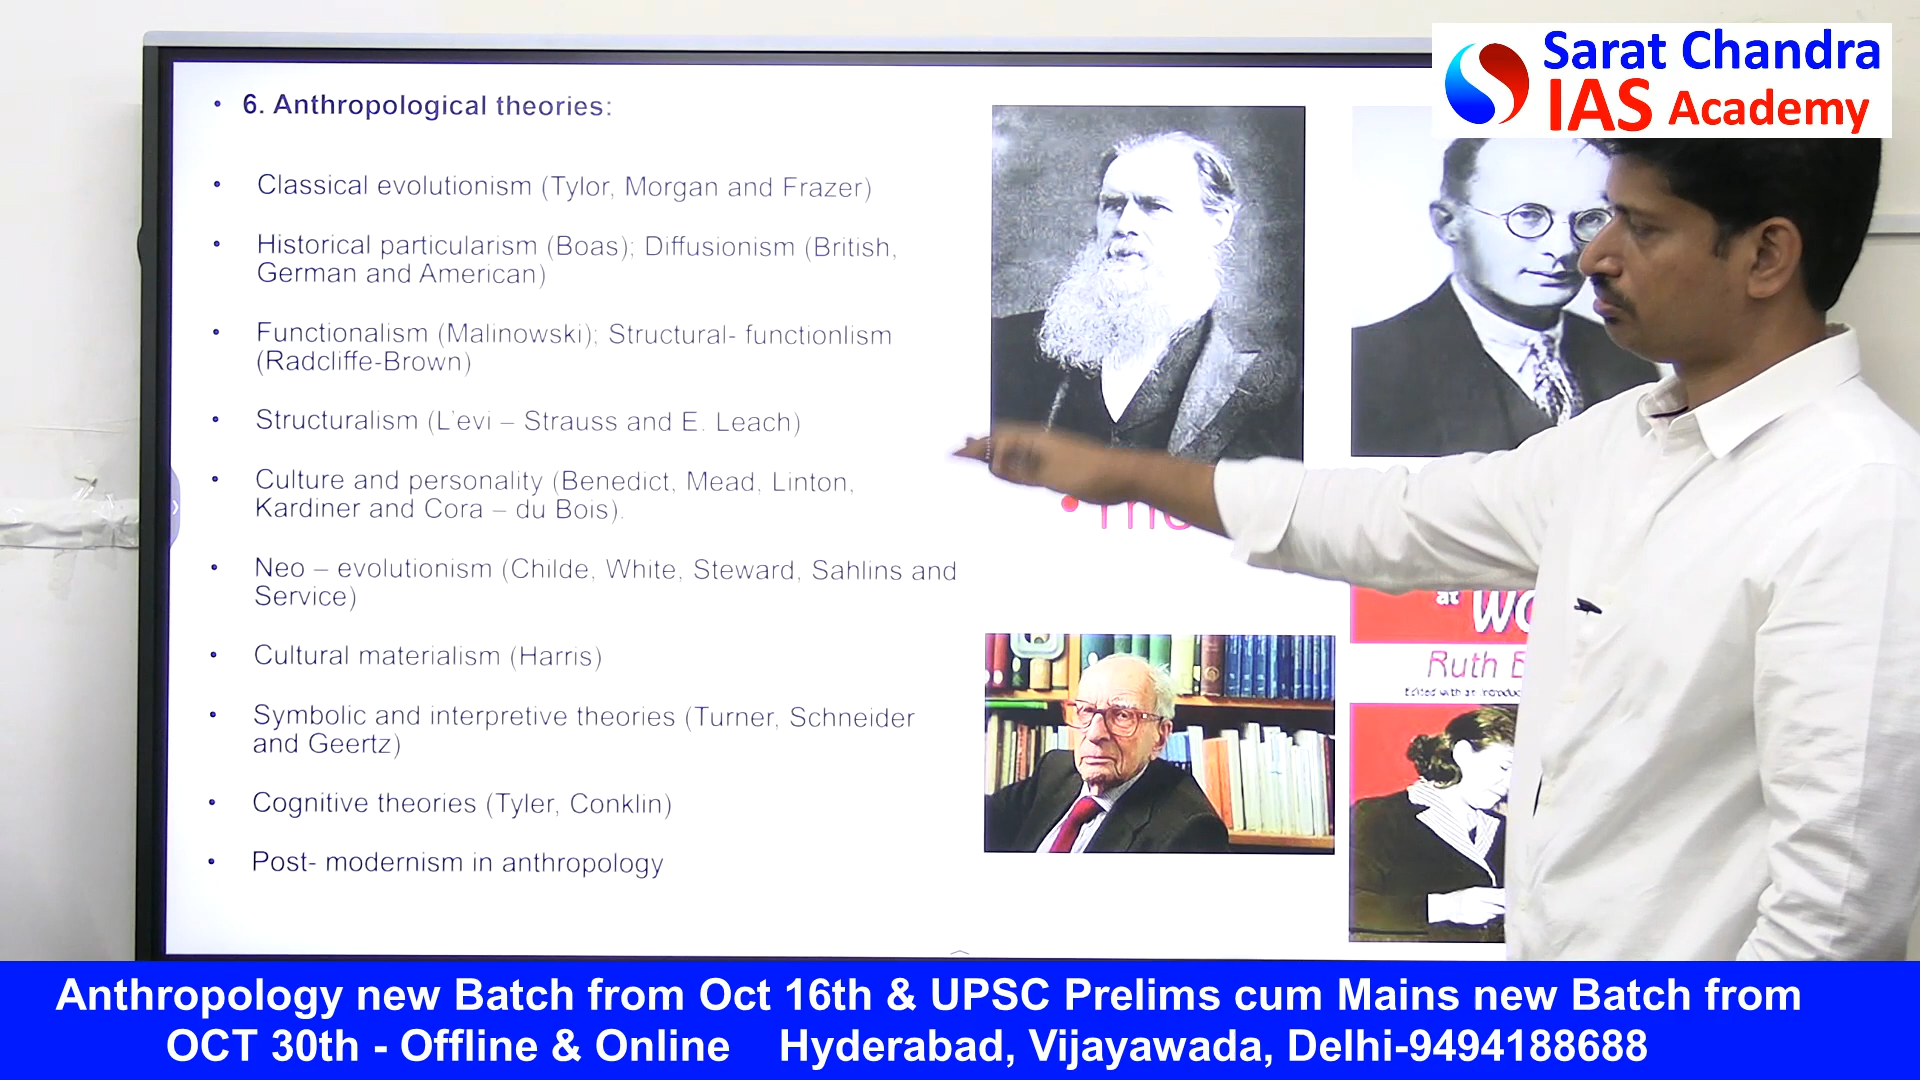 Sarat Chandra
IAS Academy
• 6. Anthropological theories:
• Classical evolutionism (Tylor, Morgan and Frazer)
• Historical particularism (Boas); Diffusionism (British,
German and American)
• Functionalism (Malinowski); Structural- functionlism
(Radcliffe-Brown)
• Structuralism (L'evi – Strauss and E. Leach)
• Culture and personality (Benedict, Mead, Linton,
Kardiner and Cora – du Bois).
• Neo – evolutionism (Childe, White, Steward, Sahlins and
Service)
• Cultural materialism (Harris)
• Symbolic and interpretive theories (Turner, Schneider
and Geertz)
• Cognitive theories (Tyler, Conklin)
• Post- modernism in anthropology
at
Ruth
Anthropology new Batch from Oct 16th & UPSC Prelims cum Mains new Batch from
OCT 30th - Offline & Online Hyderabad, Vijayawada, Delhi-9494188688